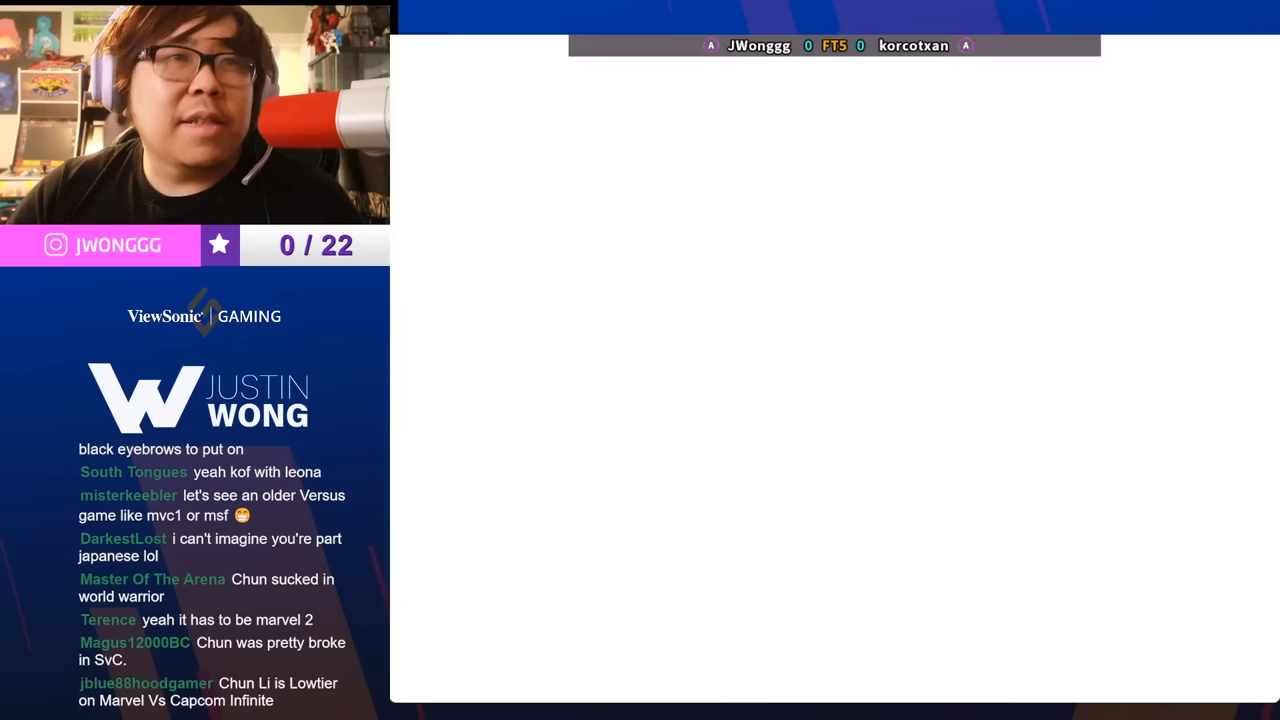 A JWonggg 0 FT5 0 korcotxan A
JWONGGG
0 / 22
ViewSonic GAMING
JUSTIN
WONG
black eyebrows to put on
South Tongues yeah kof with leona
misterkeebler let's see an older Versus
game like mvc1 or msf 😁
DarkestLost i can't imagine you're part
japanese lol
Master Of The Arena Chun sucked in
world warrior
Terence yeah it has to be marvel 2
Magus12000BC Chun was pretty broke
in SvC.
jblue88hoodgamer Chun Li is Lowtier
on Marvel Vs Capcom Infinite